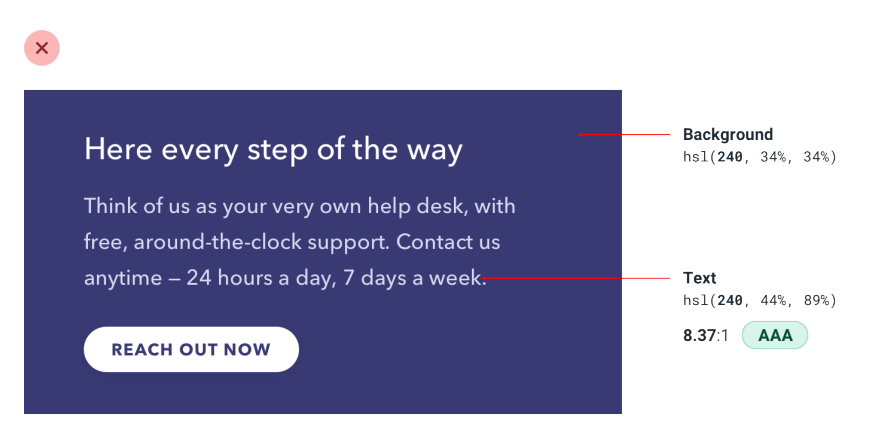 Here every step of the way
Think of us as your very own help desk, with
free, around-the-clock support. Contact us
anytime – 24 hours a day, 7 days a week.
REACH OUT NOW
Background
hsl(240, 34%, 34%)
Text
hsl(240, 44%, 89%)
8.37:1 AAA